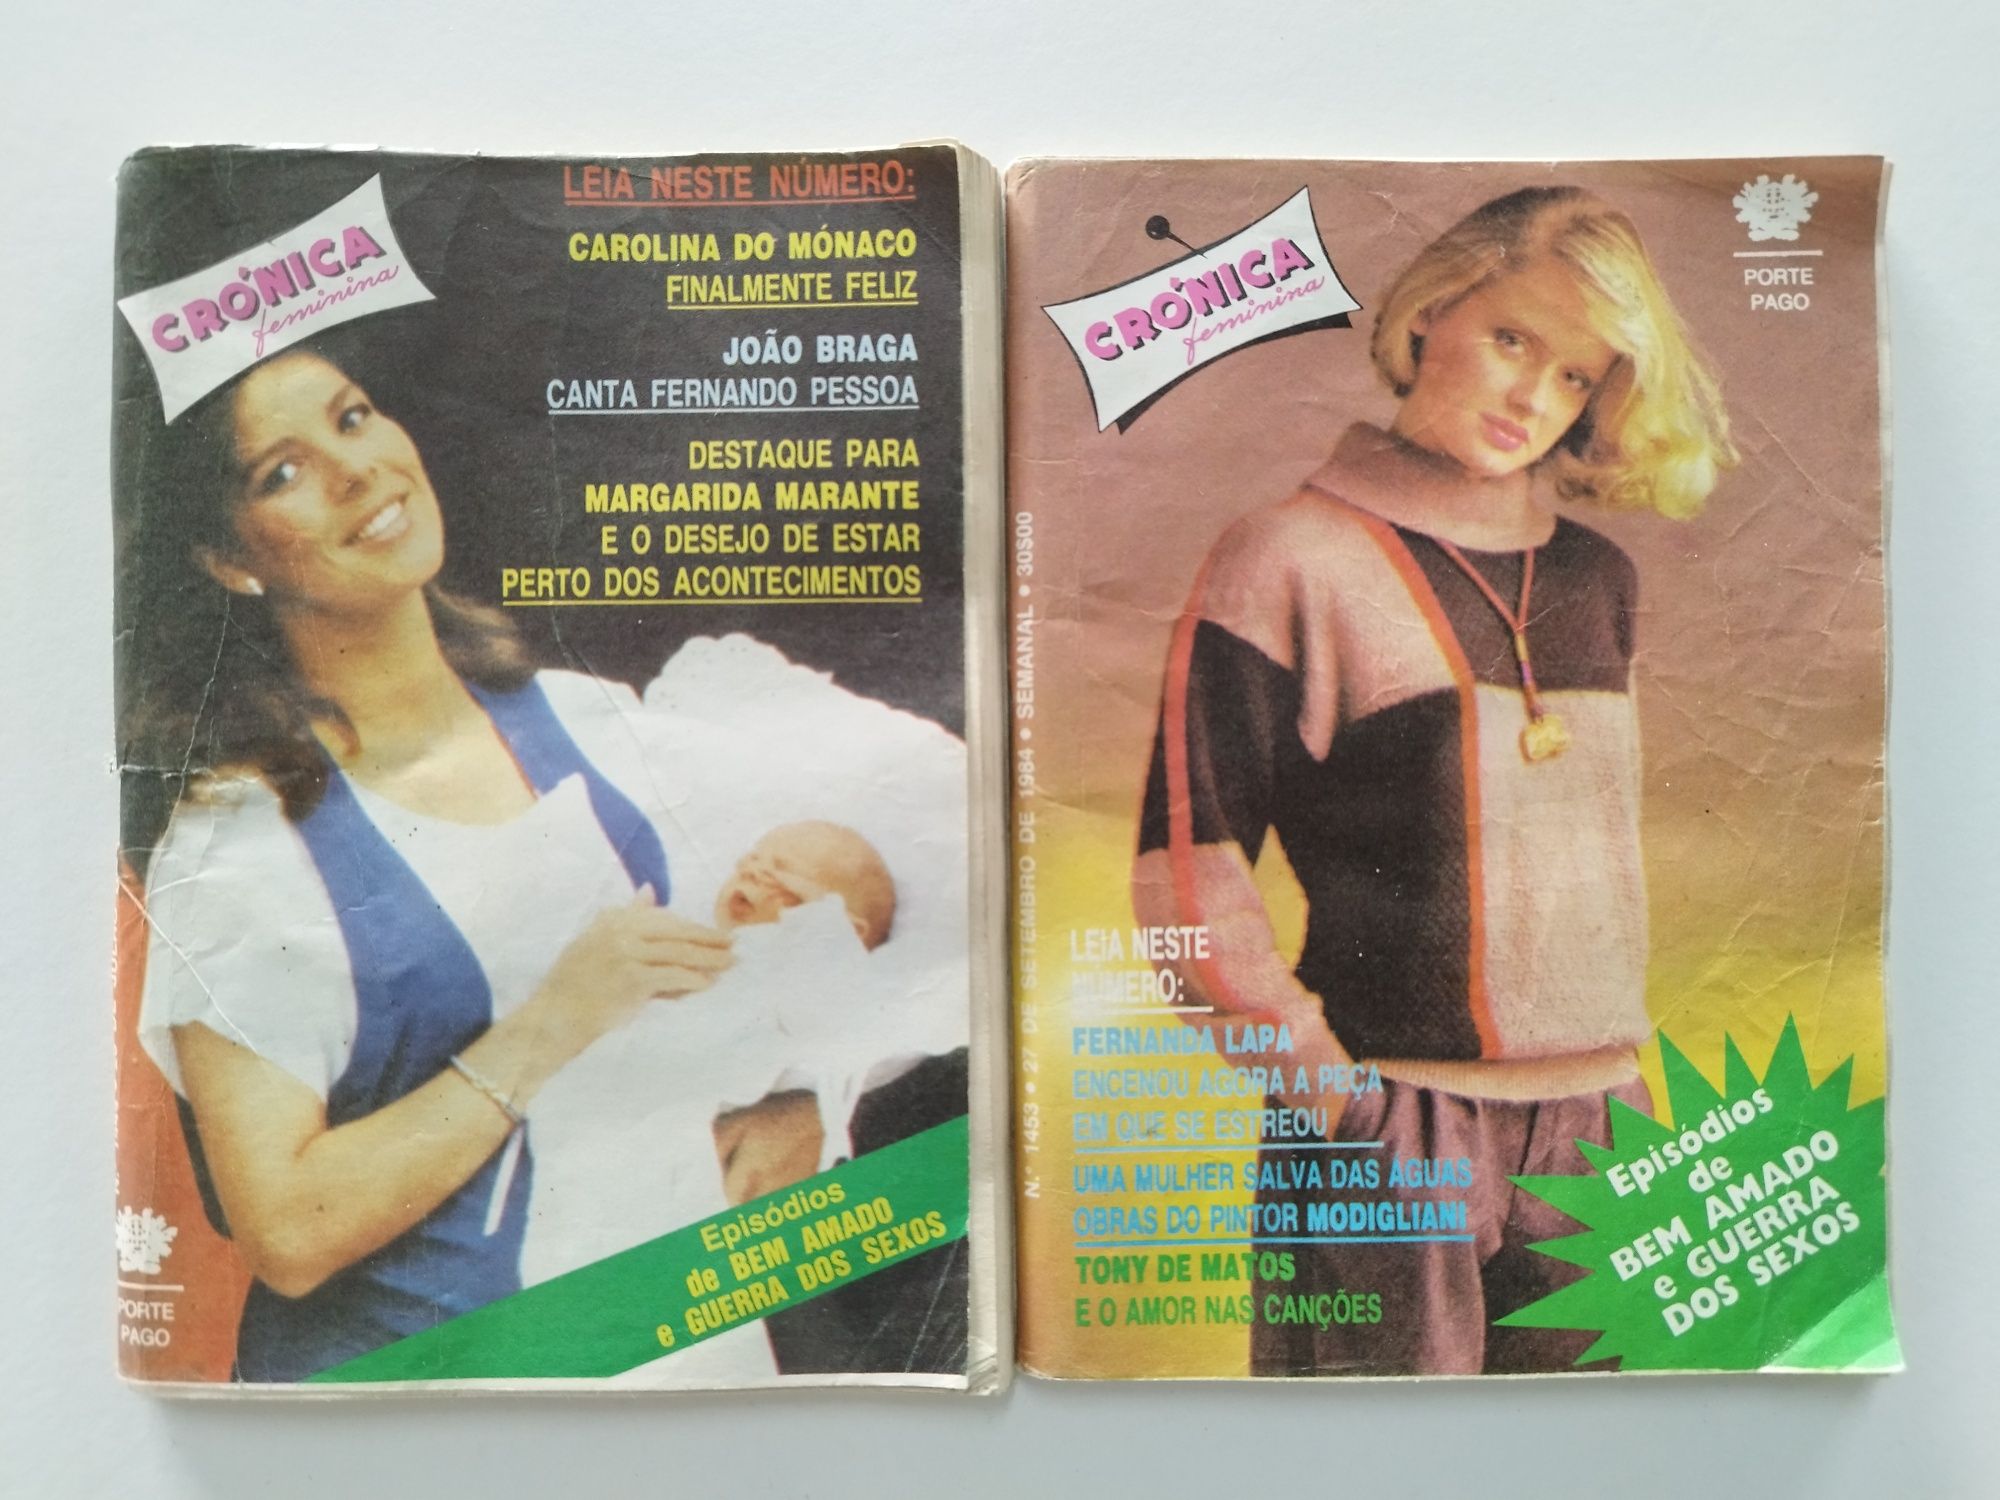 CRÓNICA
feminina
LEIA NESTE NÚMERO:
CAROLINA DO MÓNACO
FINALMENTE FELIZ
JOÃO BRAGA
CANTA FERNANDO PESSOA
DESTAQUE PARA
MARGARIDA MARANTE
E O DESEJO DE ESTAR
PERTO DOS ACONTECIMENTOS
Episódios
de BEM AMADO
e GUERRA DOS SEXOS
PORTE
PAGO
CRÓNICA
feminina
PORTE
PAGO
N.º 1453 • 27 DE SETEMBRO DE 1984 • SEMANAL • 30$00
LEIA NESTE
NÚMERO:
FERNANDA LAPA
ENCENOU AGORA A PEÇA
EM QUE SE ESTREOU
UMA MULHER SALVA DAS ÁGUAS
OBRAS DO PINTOR MODIGLIANI
TONY DE MATOS
E O AMOR NAS CANÇÕES
Episódios
de
BEM AMADO
e GUERRA
DOS SEXOS